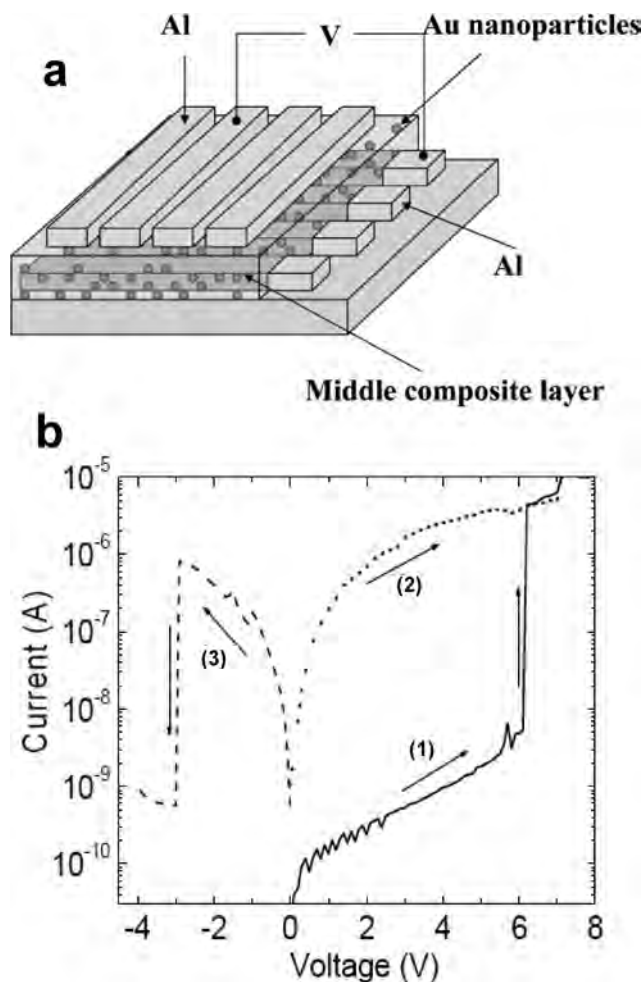 Al
V
Au nanoparticles
a
Al
Middle composite layer
b
10^-5
10^-6
10^-7
10^-8
10^-9
10^-10
Current (A)
(1)
(2)
(3)
-4 -2 0 2 4 6 8
Voltage (V)